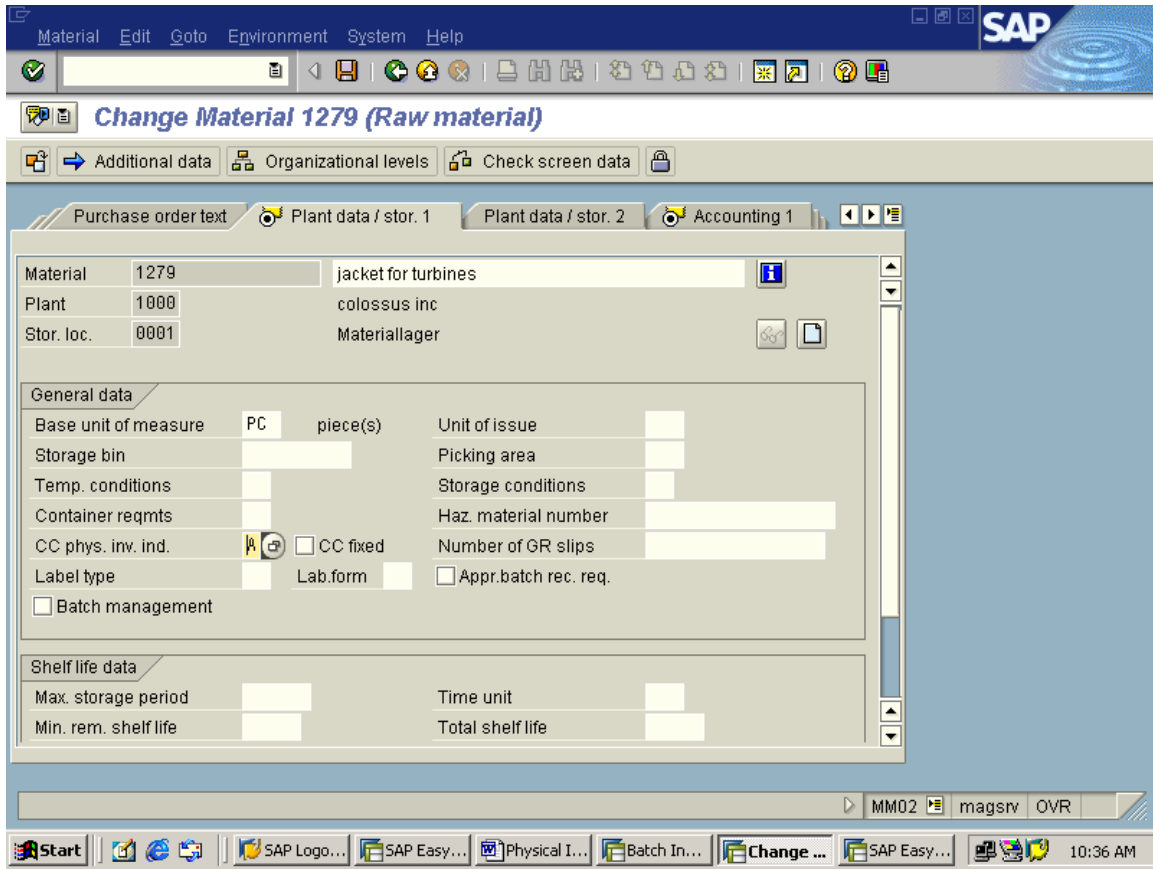 Material Edit Goto Environment System Help
SAP
Change Material 1279 (Raw material)
Additional data Organizational levels Check screen data
Purchase order text Plant data / stor. 1 Plant data / stor. 2 Accounting 1
Material 1279 jacket for turbines
Plant 1000 colossus inc
Stor. loc. 0001 Materiallager
General data
Base unit of measure PC piece(s) Unit of issue
Storage bin Picking area
Temp. conditions Storage conditions
Container reqmts Haz. material number
CC phys. inv. ind. A CC fixed Number of GR slips
Label type Lab.form Appr.batch rec. req.
Batch management
Shelf life data
Max. storage period Time unit
Min. rem. shelf life Total shelf life
MM02 magsrv OVR
Start SAP Logo... SAP Easy... Physical I... Batch In... Change ... SAP Easy... 10:36 AM